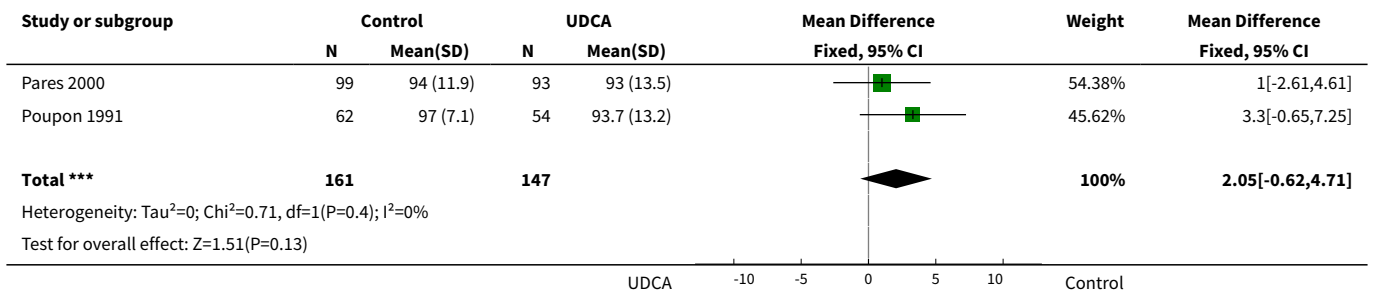 Study or subgroup Control UDCA Mean Difference Weight Mean Difference
N Mean(SD) N Mean(SD) Fixed, 95% CI Fixed, 95% CI
Pares 2000 99 94 (11.9) 93 93 (13.5) 54.38% 1[-2.61,4.61]
Poupon 1991 62 97 (7.1) 54 93.7 (13.2) 45.62% 3.3[-0.65,7.25]
Total *** 161 147 100% 2.05[-0.62,4.71]
Heterogeneity: Tau²=0; Chi²=0.71, df=1(P=0.4); I²=0%
Test for overall effect: Z=1.51(P=0.13)
UDCA -10 -5 0 5 10 Control